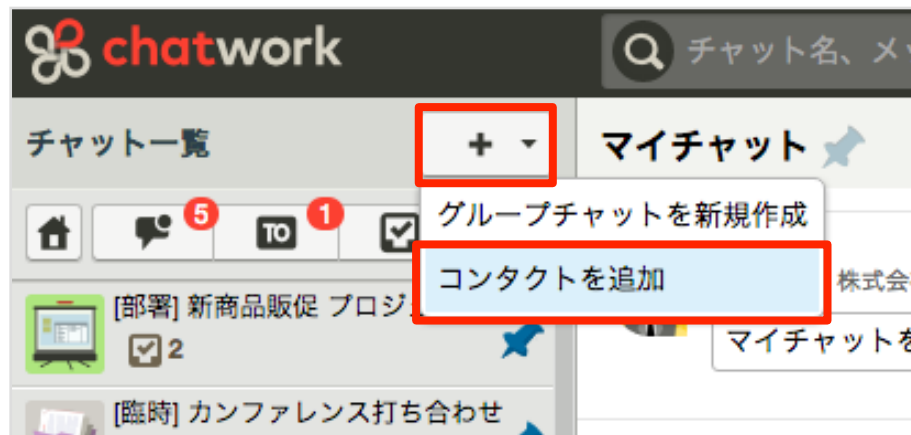 chatwork
チャット名、メッ
チャット一覧
マイチャット
グループチャットを新規作成
5
TO
1
コンタクトを追加
株式会
[部署] 新商品販促 プロジ
2
マイチャットを
[臨時] カンファレンス打ち合わせ